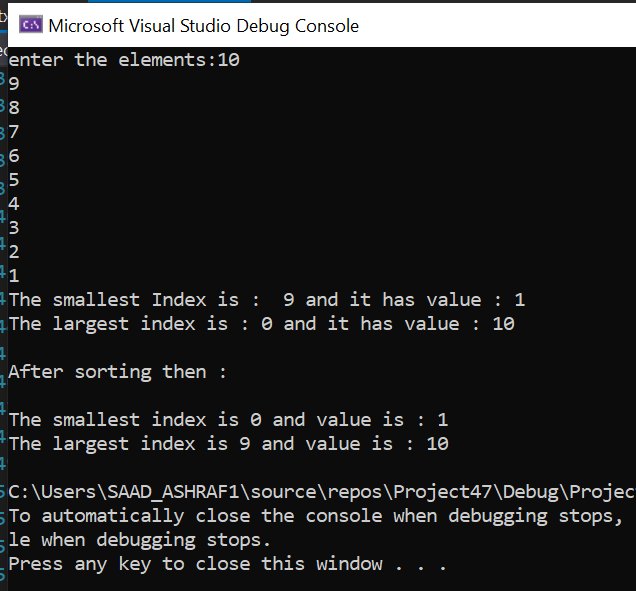 Microsoft Visual Studio Debug Console
enter the elements:10
9
8
7
6
5
4
3
2
1
The smallest Index is :  9 and it has value : 1
The largest index is : 0 and it has value : 10
After sorting then :
The smallest index is 0 and value is : 1
The largest index is 9 and value is : 10
C:\Users\SAAD_ASHRAF1\source\repos\Project47\Debug\Projec
To automatically close the console when debugging stops,
le when debugging stops.
Press any key to close this window . . .